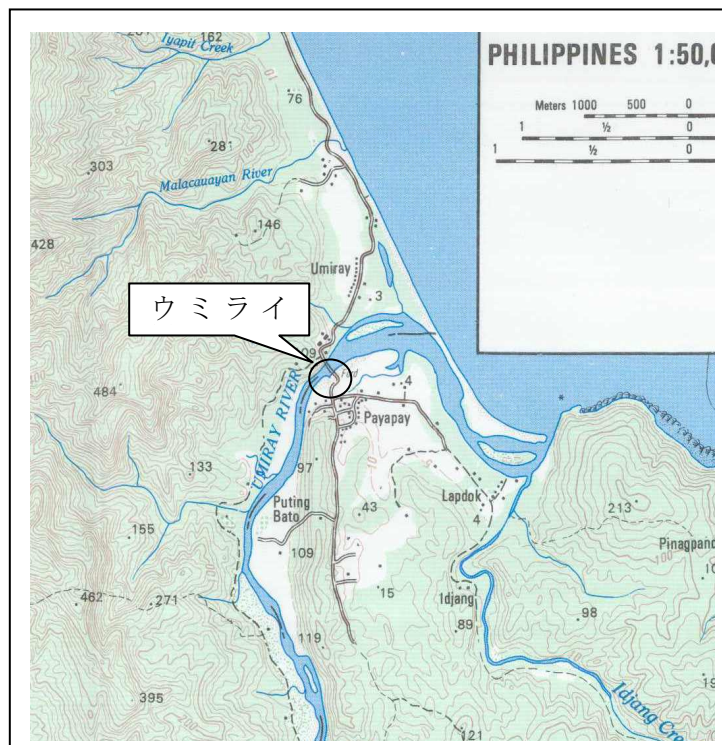 162
Iyapit Creek
PHILIPPINES 1:50,0
76
Meters 1000 500 0
1 ½ 0
1 ½ 0
281
303
Malacauayan River
146
428
Umiray
3
ウミライ
Ford
484
4
UMIRAY RIVER
Payapay
97
133
Lapdok
Puting
Bato
43
4
213
155
109
Pinagpand
462
271
15
Idjang
98
89
119
395
Idjang Cre
121